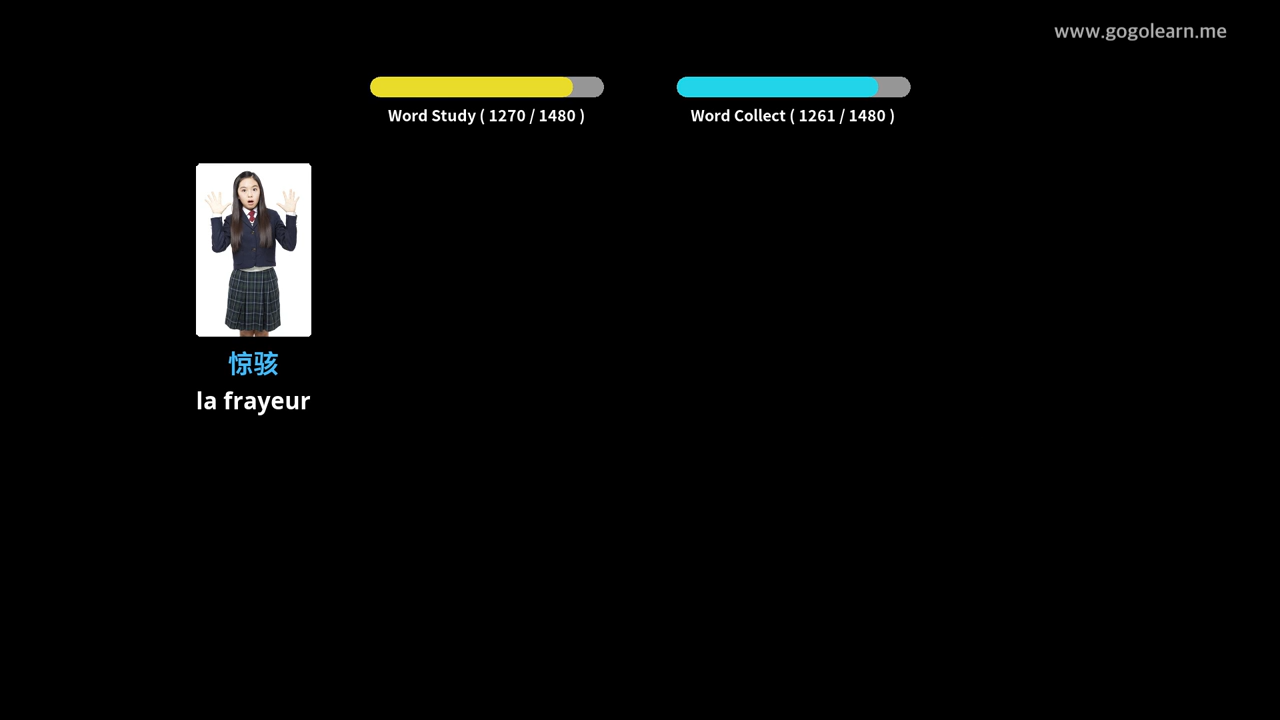 www.gogolearn.me
Word Study ( 1270 / 1480 )
Word Collect ( 1261 / 1480 )
惊骇
la frayeur